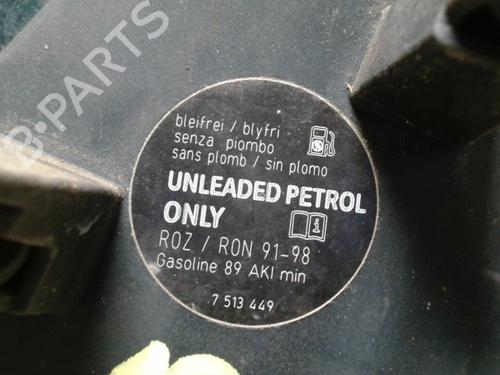 B-PARTS
bleifrei / blyfri
senza piombo
sans plomb / sin plomo
UNLEADED PETROL
ONLY
ROZ / RON 91-98
Gasoline 89 AKI min
7 513 449